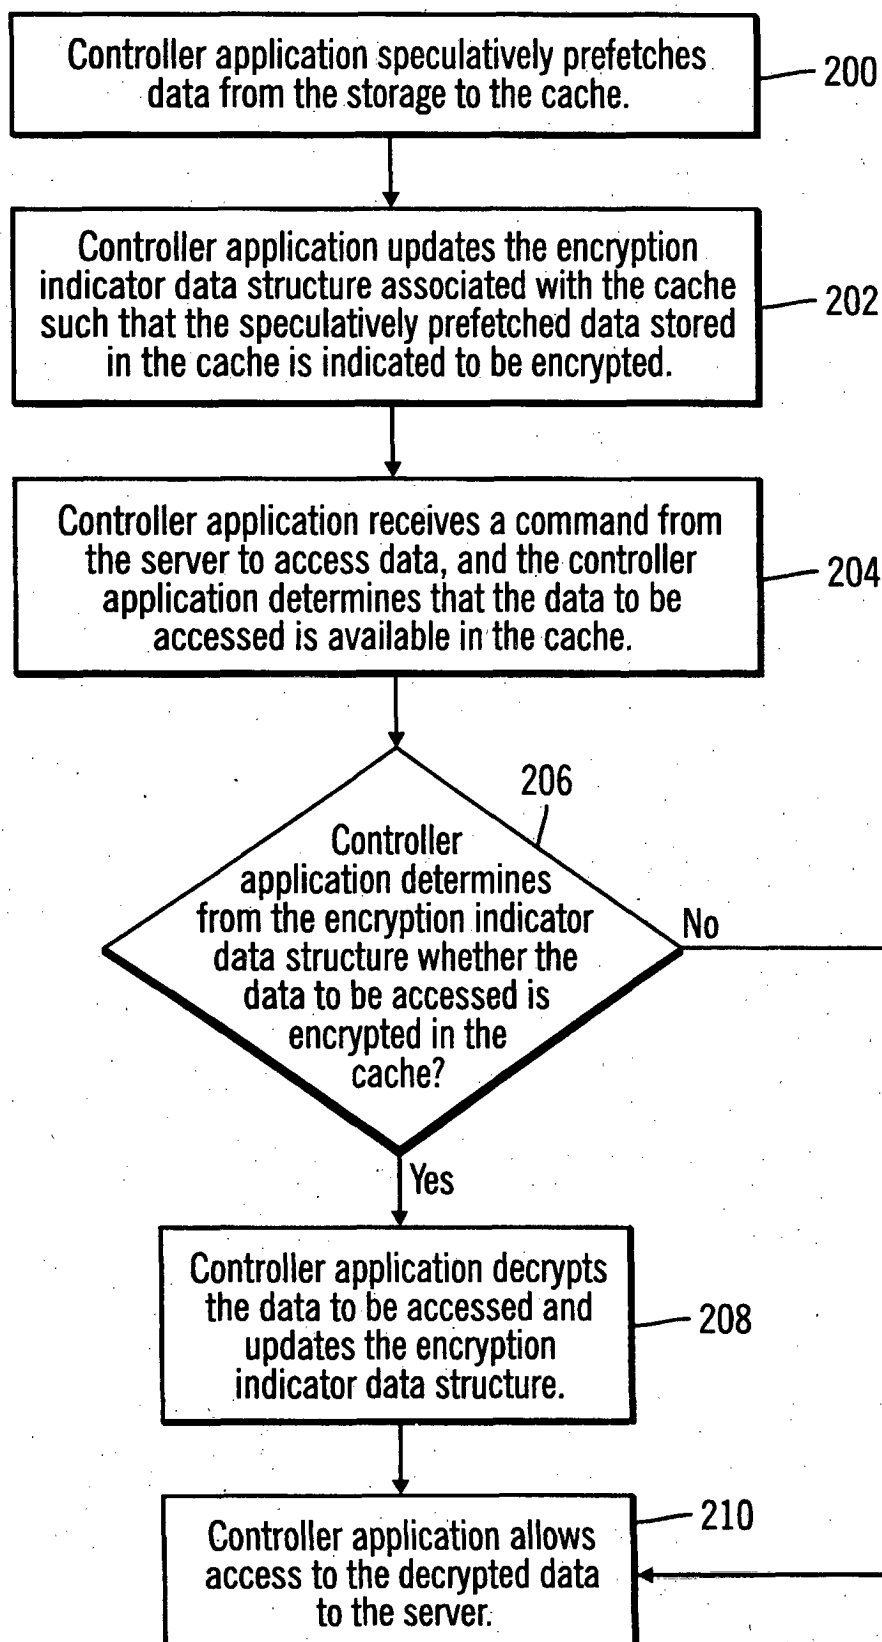 Controller application speculatively prefetches
data from the storage to the cache.
200
Controller application updates the encryption
indicator data structure associated with the cache
such that the speculatively prefetched data stored
in the cache is indicated to be encrypted.
202
Controller application receives a command from
the server to access data, and the controller
application determines that the data to be
accessed is available in the cache.
204
206
Controller
application determines
from the encryption indicator
data structure whether the
data to be accessed is
encrypted in the
cache?
No
Yes
Controller application decrypts
the data to be accessed and
updates the encryption
indicator data structure.
208
210
Controller application allows
access to the decrypted data
to the server.